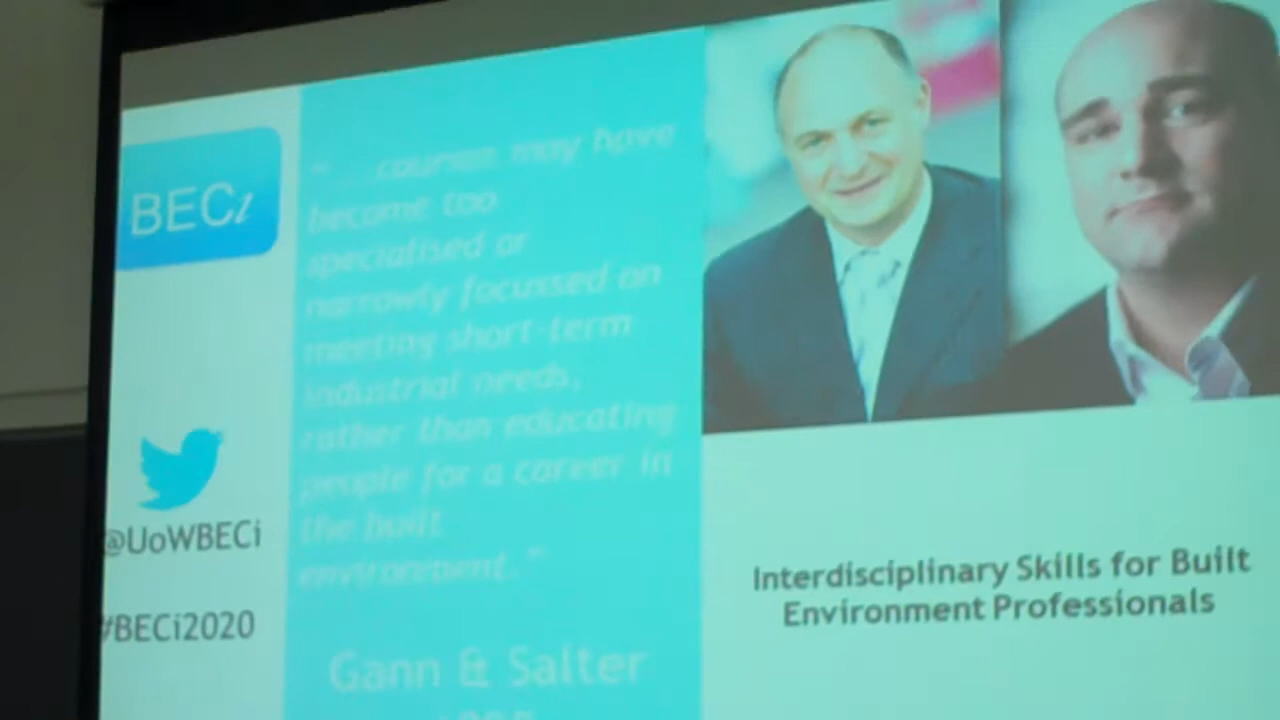 BECi
@UoWBECi
#BECi2020
"... courses may have
become too
specialised or
narrowly focussed on
meeting short-term
industrial needs,
rather than educating
people for a career in
the built
environment."
Gann & Salter
Interdisciplinary Skills for Built
Environment Professionals